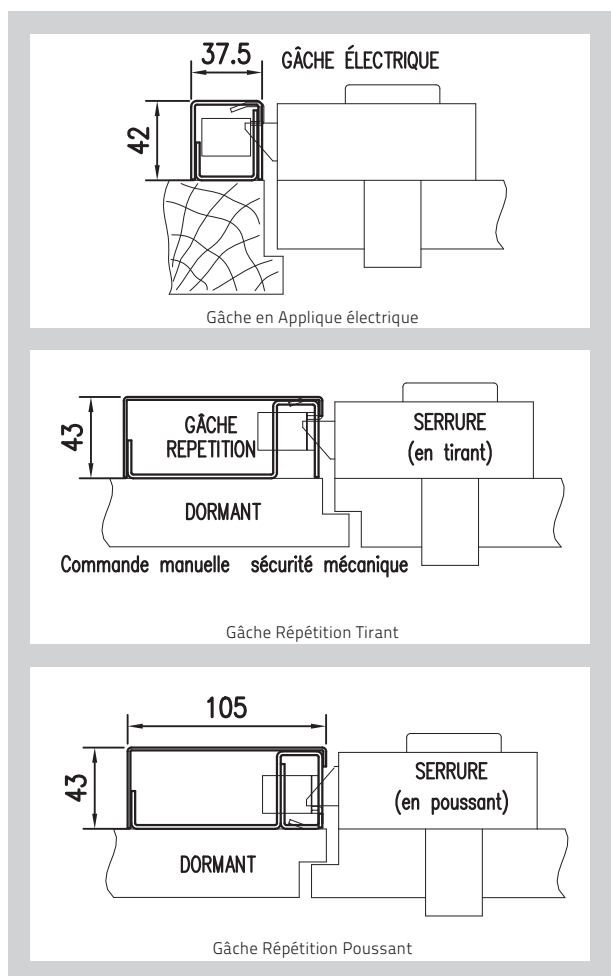 37.5
GÂCHE ÉLECTRIQUE
42
Gâche en Applique électrique
43
GÂCHE
REPETITION
SERRURE
(en tirant)
DORMANT
Commande manuelle sécurité mécanique
Gâche Répétition Tirant
105
43
SERRURE
(en poussant)
DORMANT
Gâche Répétition Poussant